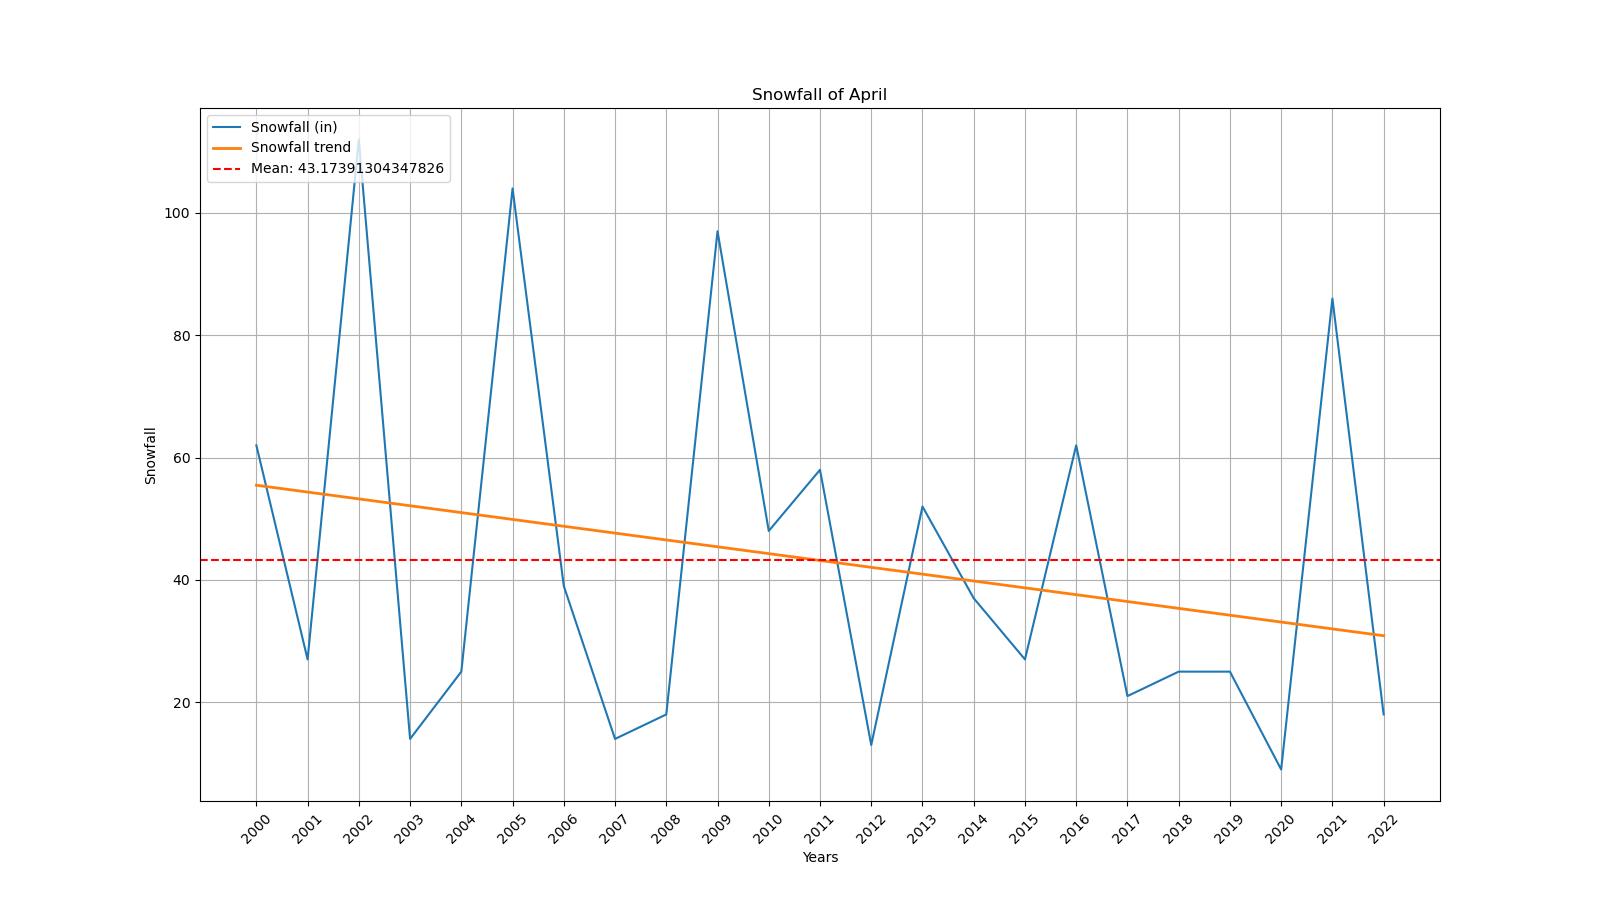 Snowfall of April
Snowfall (in)
Snowfall trend
Mean: 43.17391304347826
100
80
60
40
20
Snowfall
2000 2001 2002 2003 2004 2005 2006 2007 2008 2009 2010 2011 2012 2013 2014 2015 2016 2017 2018 2019 2020 2021 2022
Years